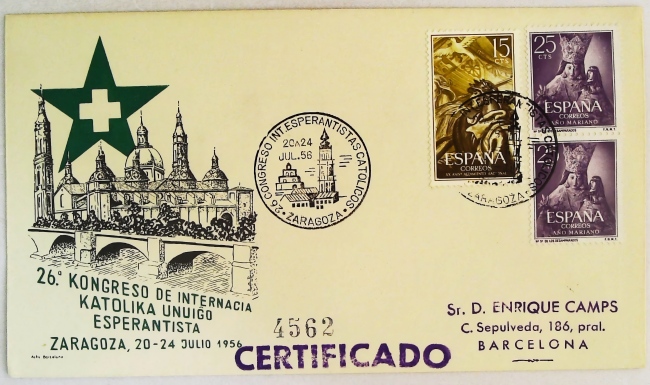 26.º KONGRESO DE INTERNACIA
KATOLIKA UNUIGO
ESPERANTISTA
ZARAGOZA, 20-24 JULIO 1956
26 CONGRESO INT ESPERANTISTAS CATOLICOS
20 A 24
JUL. 56
· ZARAGOZA ·
15
CTS
ESPAÑA
CORREOS
25
CTS
ESPAÑA
CORREOS
AÑO MARIANO
ESPAÑA
CORREOS
AÑO MARIANO
ZARAGOZA
4562
CERTIFICADO
Sr. D. ENRIQUE CAMPS
C. Sepulveda, 186, pral.
BARCELONA